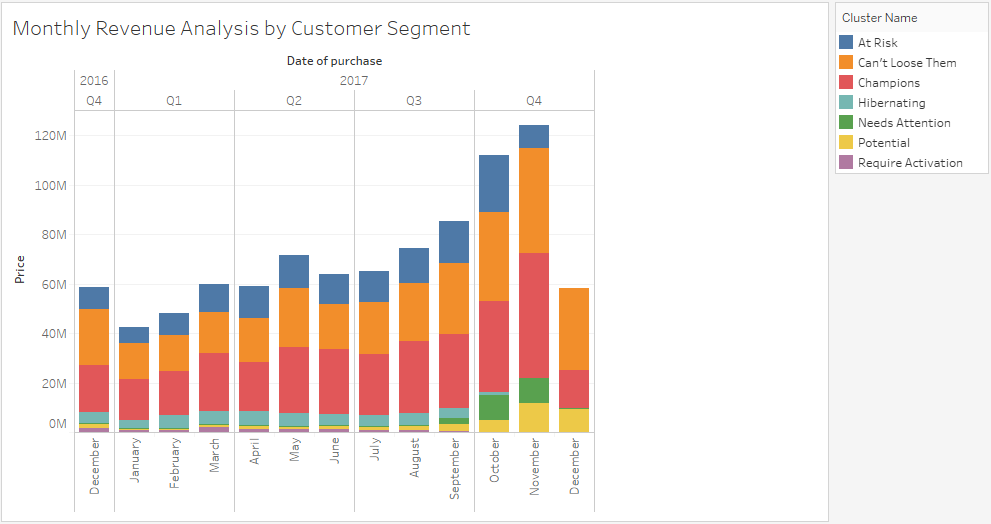 Monthly Revenue Analysis by Customer Segment
Date of purchase
2016 2017
Q4 Q1 Q2 Q3 Q4
120M
100M
80M
60M
40M
20M
0M
Price
December January February March April May June July August September October November December
Cluster Name
At Risk
Can't Loose Them
Champions
Hibernating
Needs Attention
Potential
Require Activation